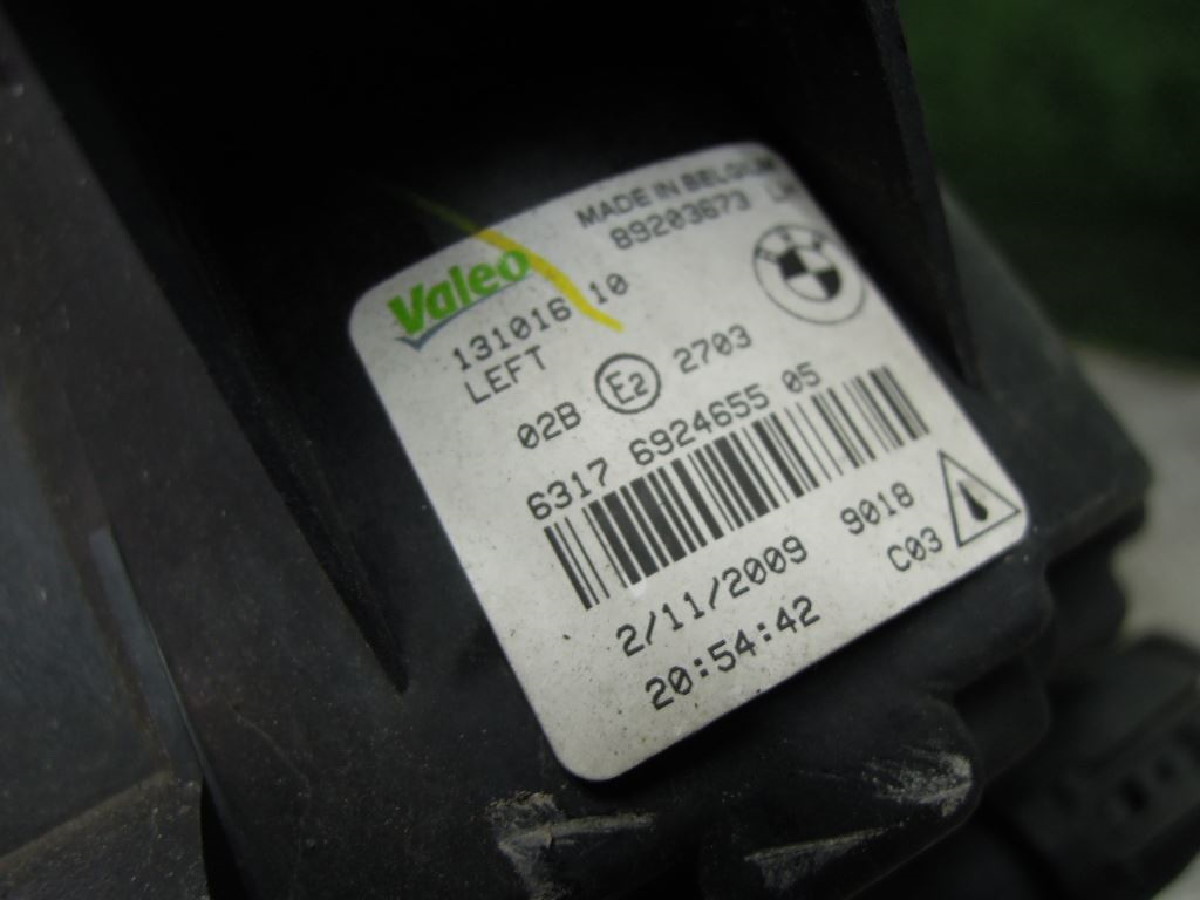 MADE IN BELGIUM
89203673
Valeo
131016 10
LEFT
02B E2 2703
6317 6924655 05
2/11/2009 9018
20:54:42 C03